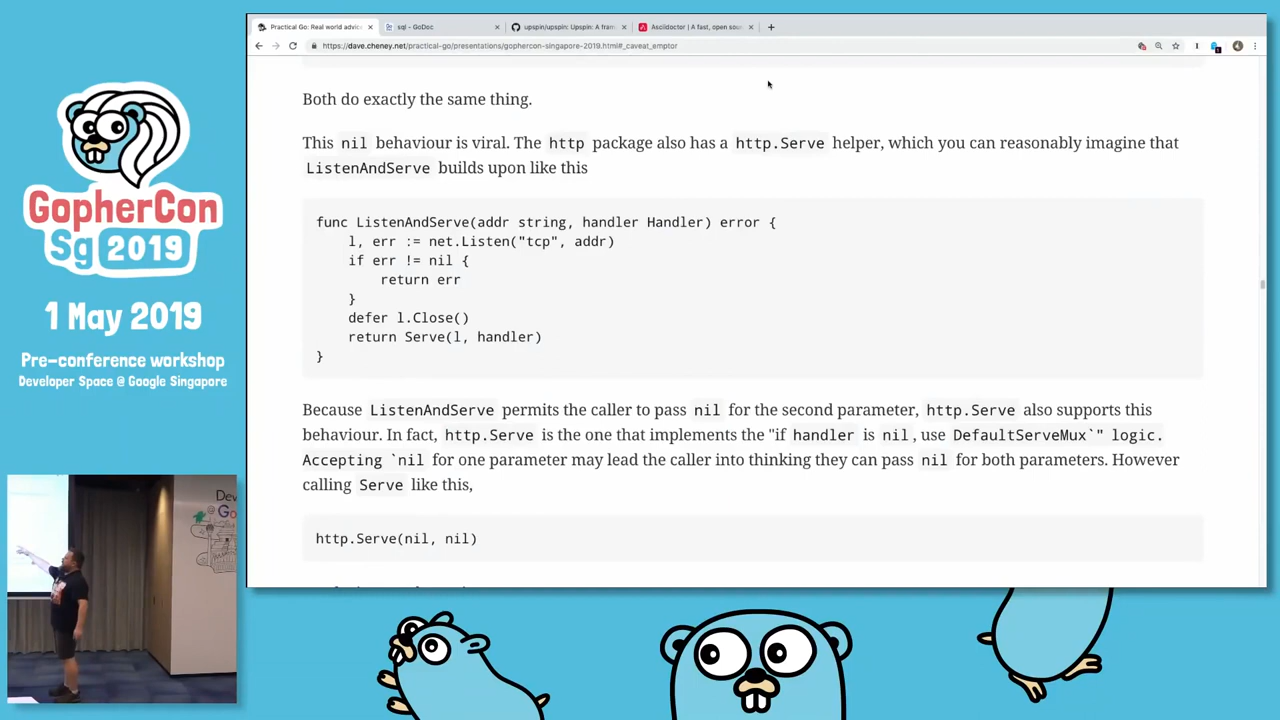 Practical Go: Real world advic
sql - GoDoc
upspin/upspin: Upspin: A fram
Asciidoctor | A fast, open sou
https://dave.cheney.net/practical-go/presentations/gophercon-singapore-2019.html#_caveat_emptor
Both do exactly the same thing.
This nil behaviour is viral. The http package also has a http.Serve helper, which you can reasonably imagine that
ListenAndServe builds upon like this
func ListenAndServe(addr string, handler Handler) error {
l, err := net.Listen("tcp", addr)
if err != nil {
return err
}
defer l.Close()
return Serve(l, handler)
}
Because ListenAndServe permits the caller to pass nil for the second parameter, http.Serve also supports this
behaviour. In fact, http.Serve is the one that implements the "if handler is nil, use DefaultServeMux`" logic.
Accepting `nil for one parameter may lead the caller into thinking they can pass nil for both parameters. However
calling Serve like this,
http.Serve(nil, nil)
GopherCon
Sg 2019
1 May 2019
Pre-conference workshop
Developer Space @ Google Singapore
Dev
@ Go